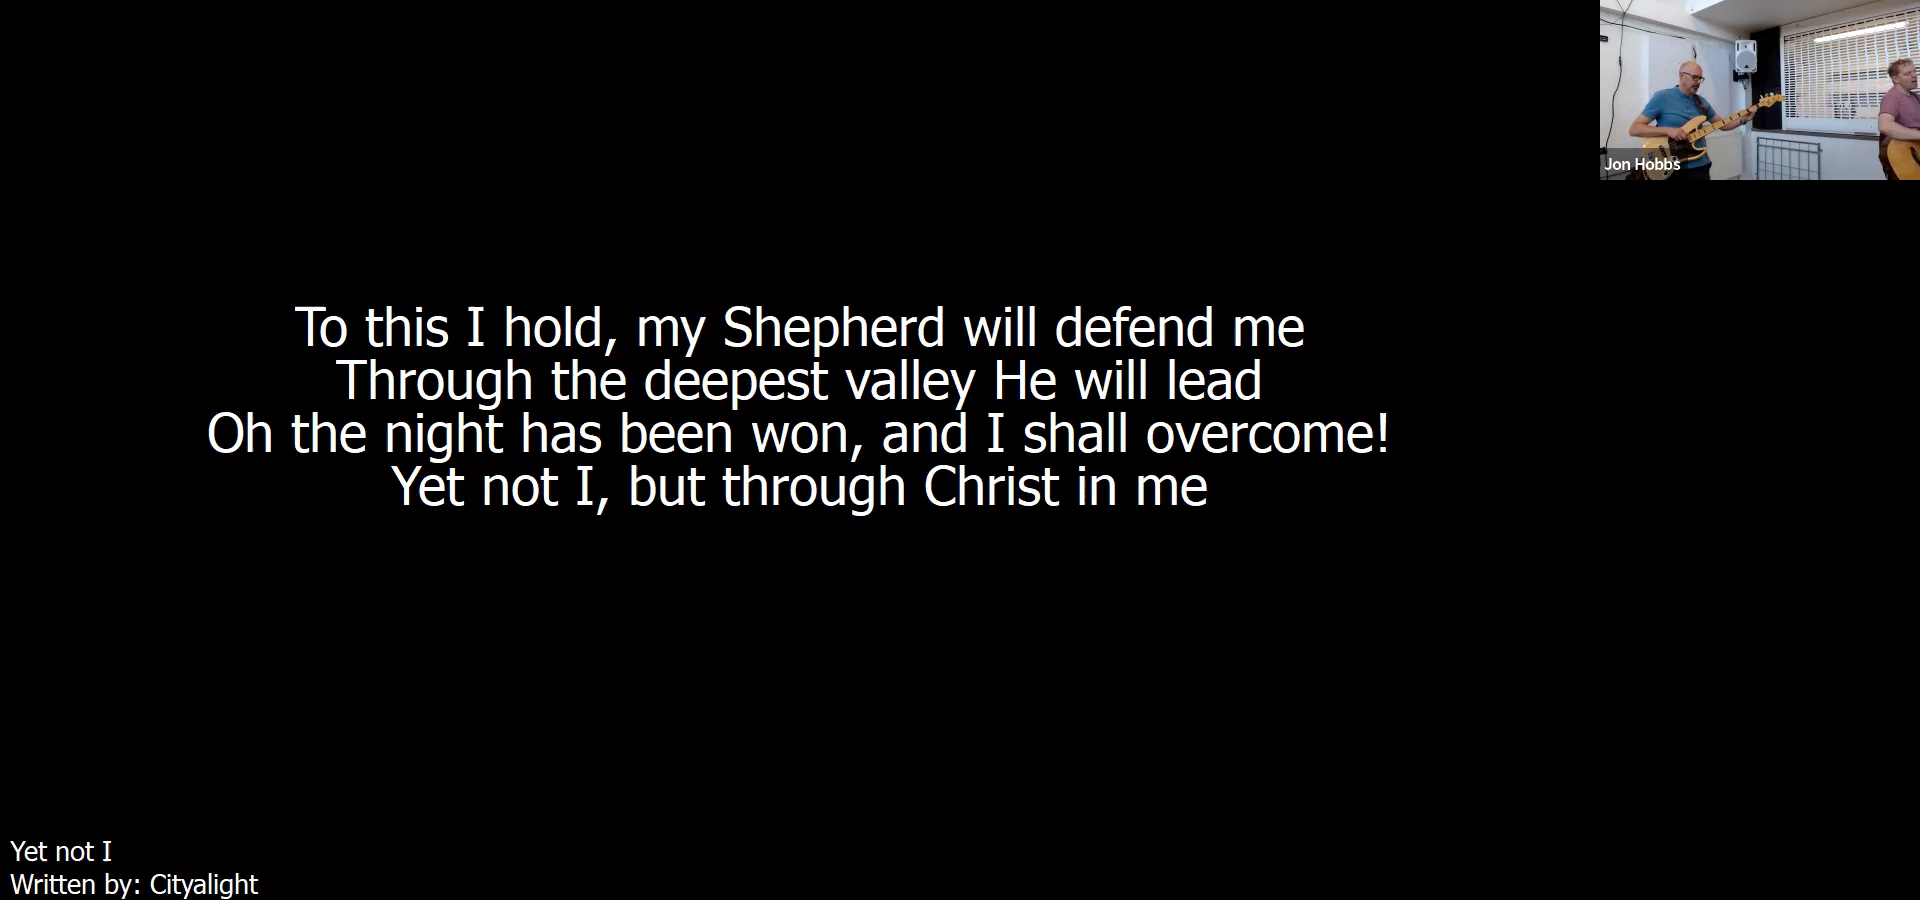 Jon Hobbs
To this I hold, my Shepherd will defend me
Through the deepest valley He will lead
Oh the night has been won, and I shall overcome!
Yet not I, but through Christ in me
Yet not I
Written by: Cityalight